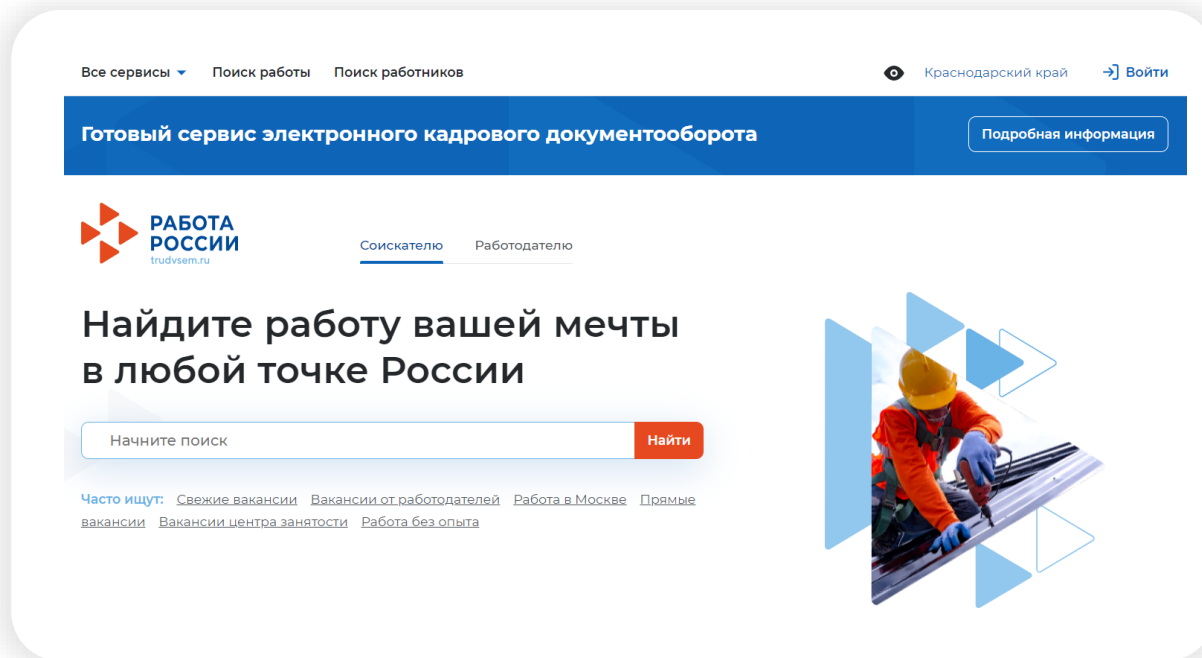 Все сервисы Поиск работы Поиск работников Краснодарский край Войти
Готовый сервис электронного кадрового документооборота Подробная информация
РАБОТА
РОССИИ
trudvsem.ru
Соискателю Работодателю
Найдите работу вашей мечты
в любой точке России
Начните поиск Найти
Часто ищут: Свежие вакансии Вакансии от работодателей Работа в Москве Прямые
вакансии Вакансии центра занятости Работа без опыта